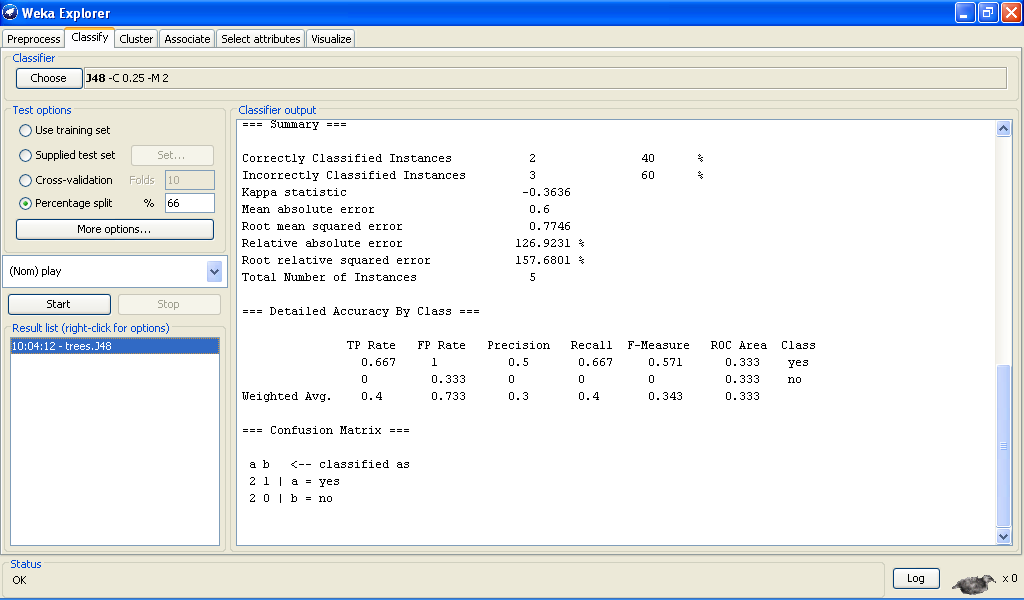 Weka Explorer
Preprocess Classify Cluster Associate Select attributes Visualize
Classifier
Choose J48 -C 0.25 -M 2
Test options
Use training set
Supplied test set Set...
Cross-validation Folds 10
Percentage split % 66
More options...
(Nom) play
Start Stop
Result list (right-click for options)
10:04:12 - trees.J48
Classifier output
=== Summary ===
Correctly Classified Instances 2 40 %
Incorrectly Classified Instances 3 60 %
Kappa statistic -0.3636
Mean absolute error 0.6
Root mean squared error 0.7746
Relative absolute error 126.9231 %
Root relative squared error 157.6801 %
Total Number of Instances 5
=== Detailed Accuracy By Class ===
TP Rate FP Rate Precision Recall F-Measure ROC Area Class
0.667 1 0.5 0.667 0.571 0.333 yes
0 0.333 0 0 0 0.333 no
Weighted Avg. 0.4 0.733 0.3 0.4 0.343 0.333
=== Confusion Matrix ===
a b <-- classified as
2 1 | a = yes
2 0 | b = no
Status
OK
Log x 0